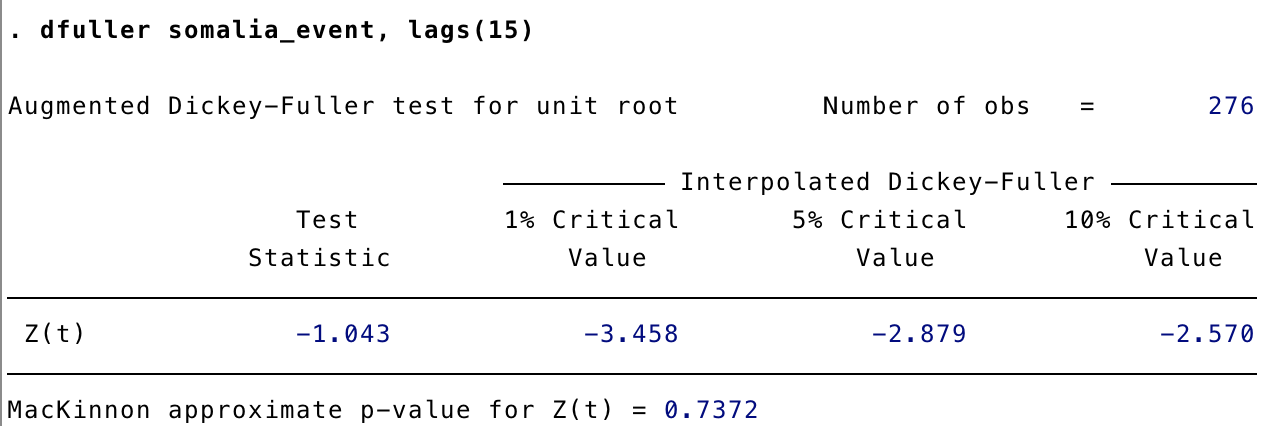 . dfuller somalia_event, lags(15)
Augmented Dickey-Fuller test for unit root Number of obs = 276
Interpolated Dickey-Fuller
Test 1% Critical 5% Critical 10% Critical
Statistic Value Value Value
Z(t) -1.043 -3.458 -2.879 -2.570
MacKinnon approximate p-value for Z(t) = 0.7372